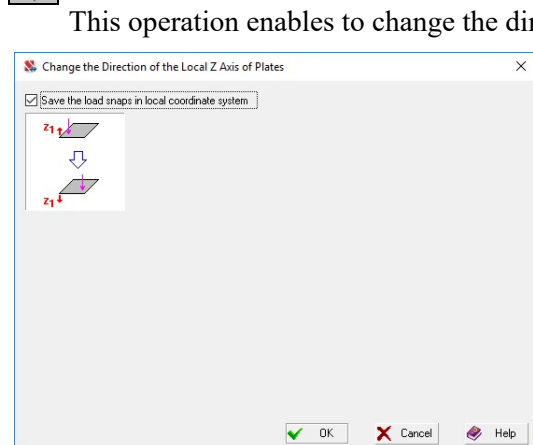 This operation enables to change the
Change the Direction of the Local Z Axis of Plates
Save the load snaps in local coordinate system
z1
z1
OK Cancel Help